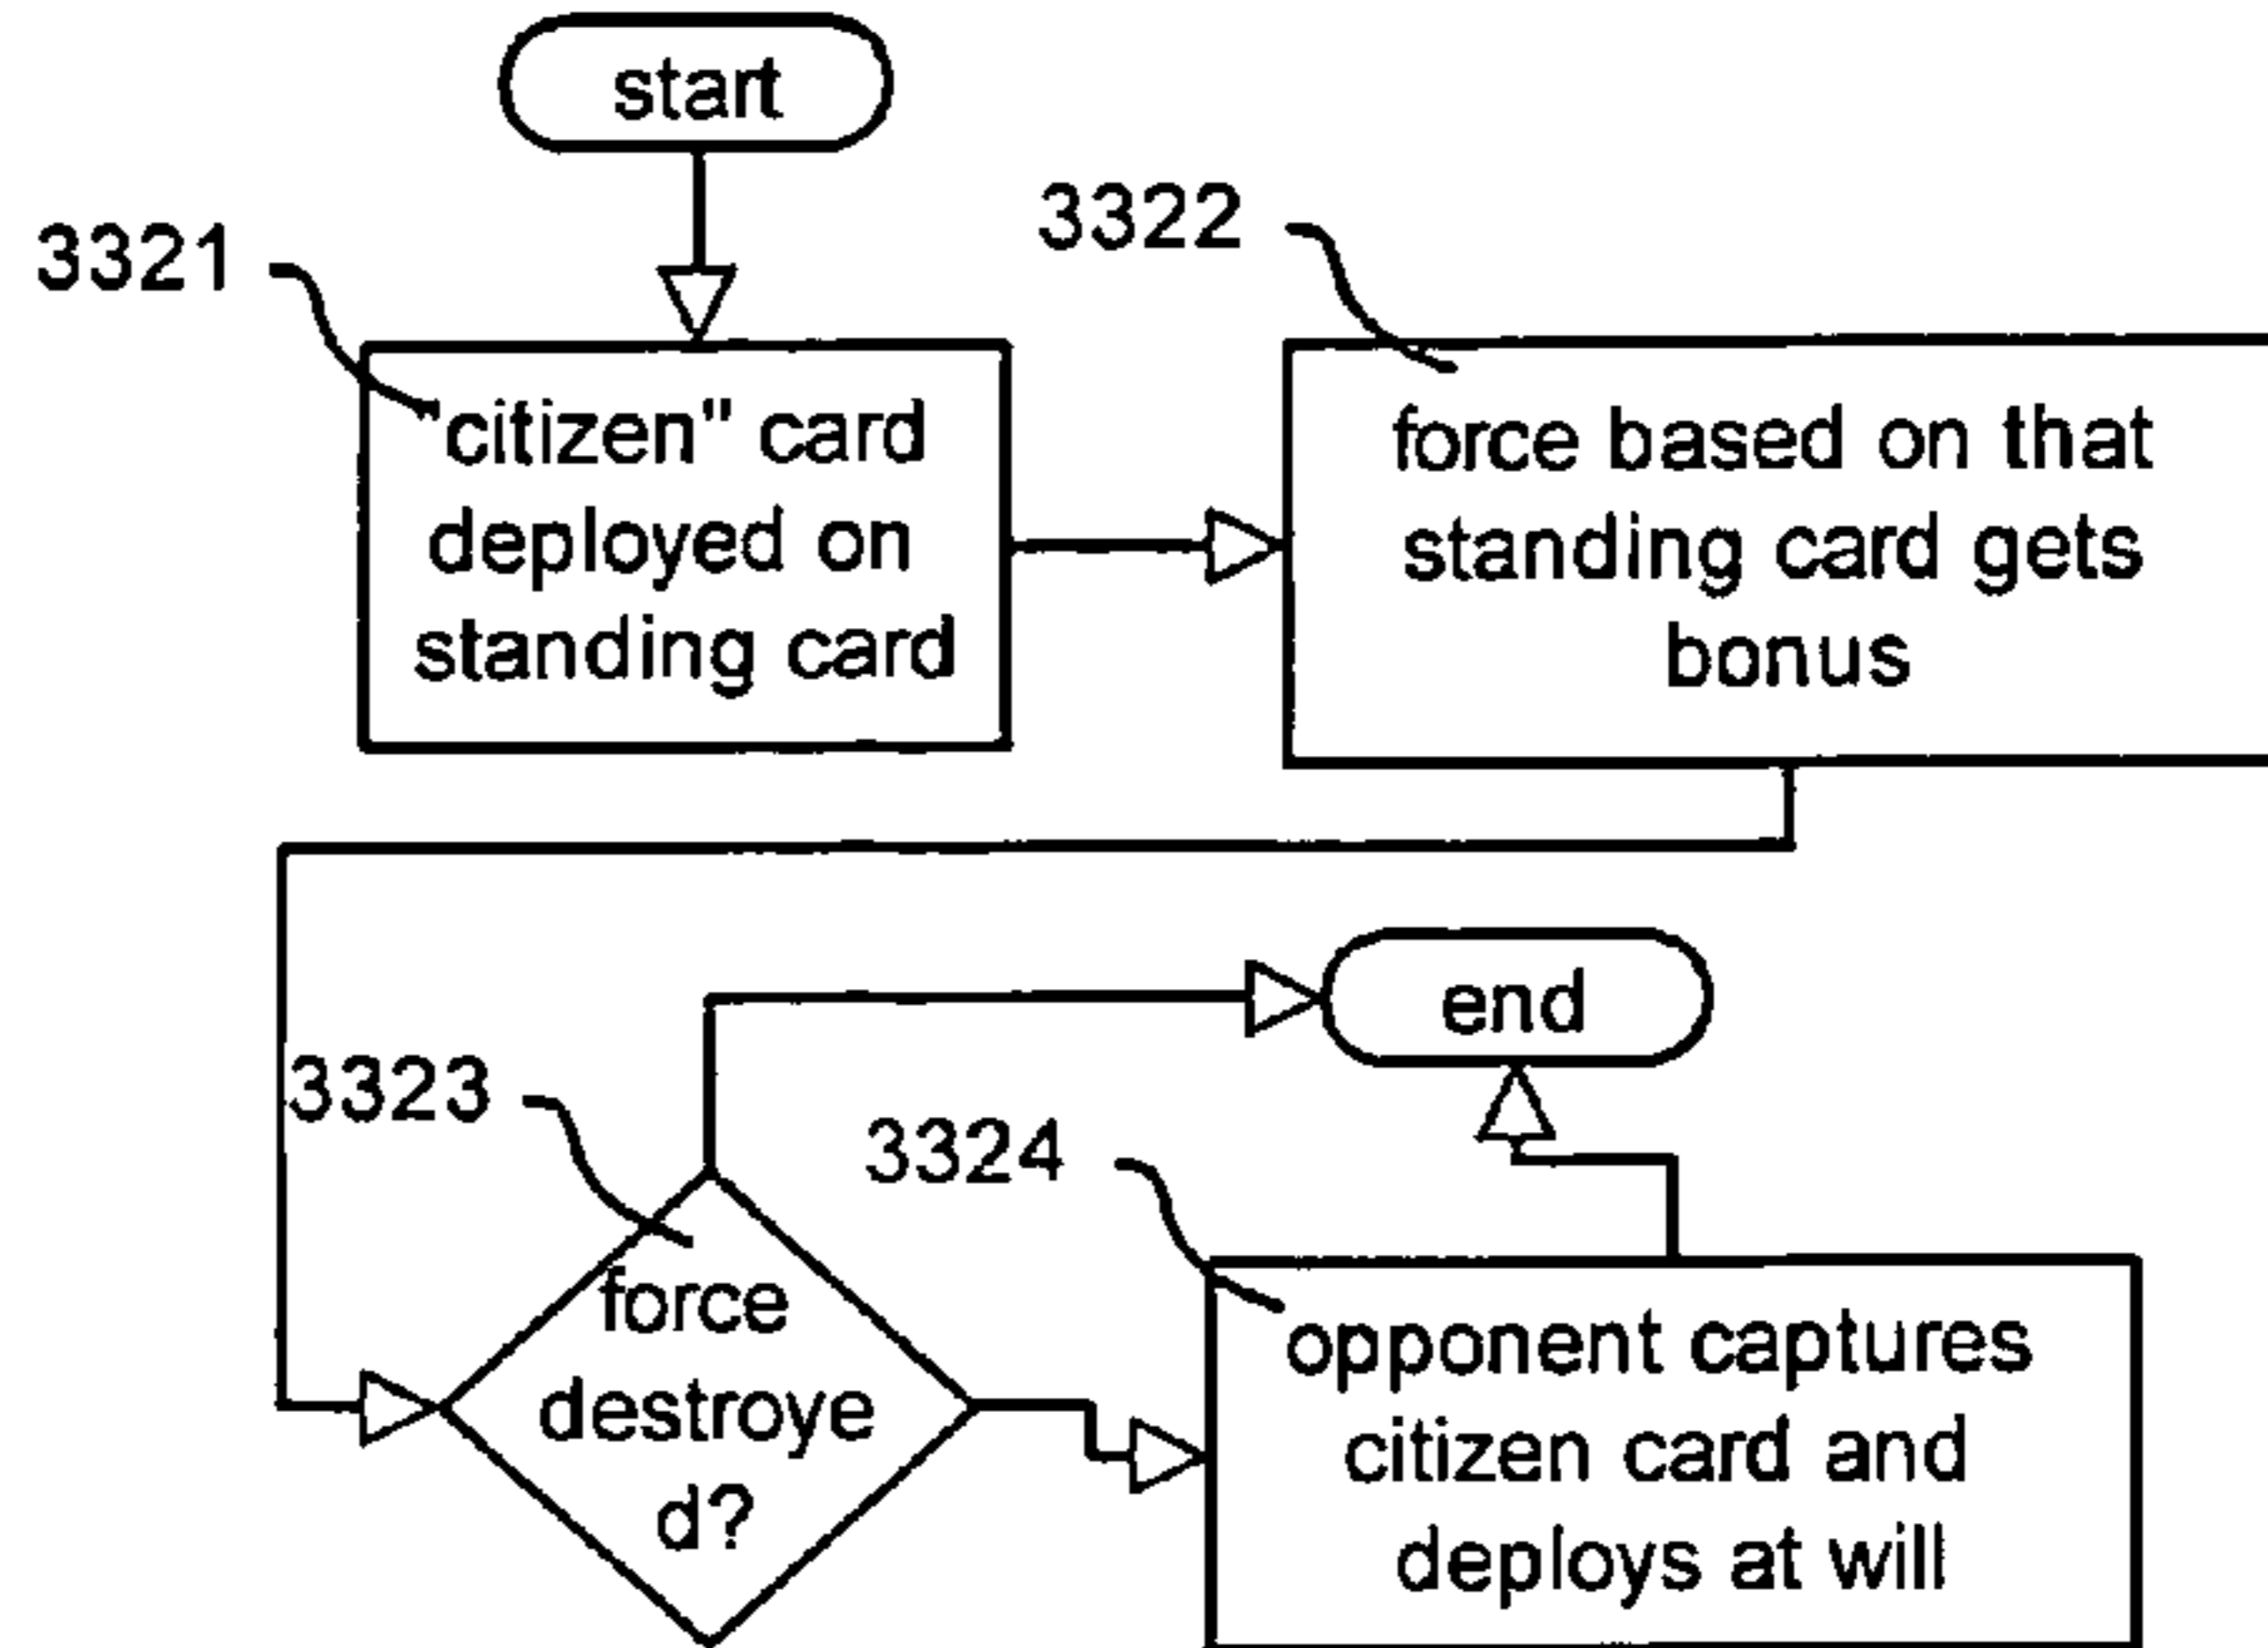 start
3321
3322
"citizen" card
deployed on
standing card
force based on that
standing card gets
bonus
end
3323
3324
force
destroye
d?
opponent captures
citizen card and
deploys at will